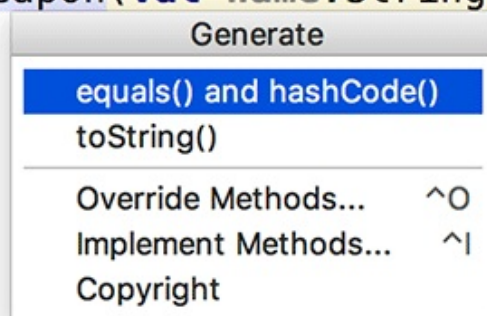 Generate
equals() and hashCode()
toString()
Override Methods... ^O
Implement Methods... ^I
Copyright